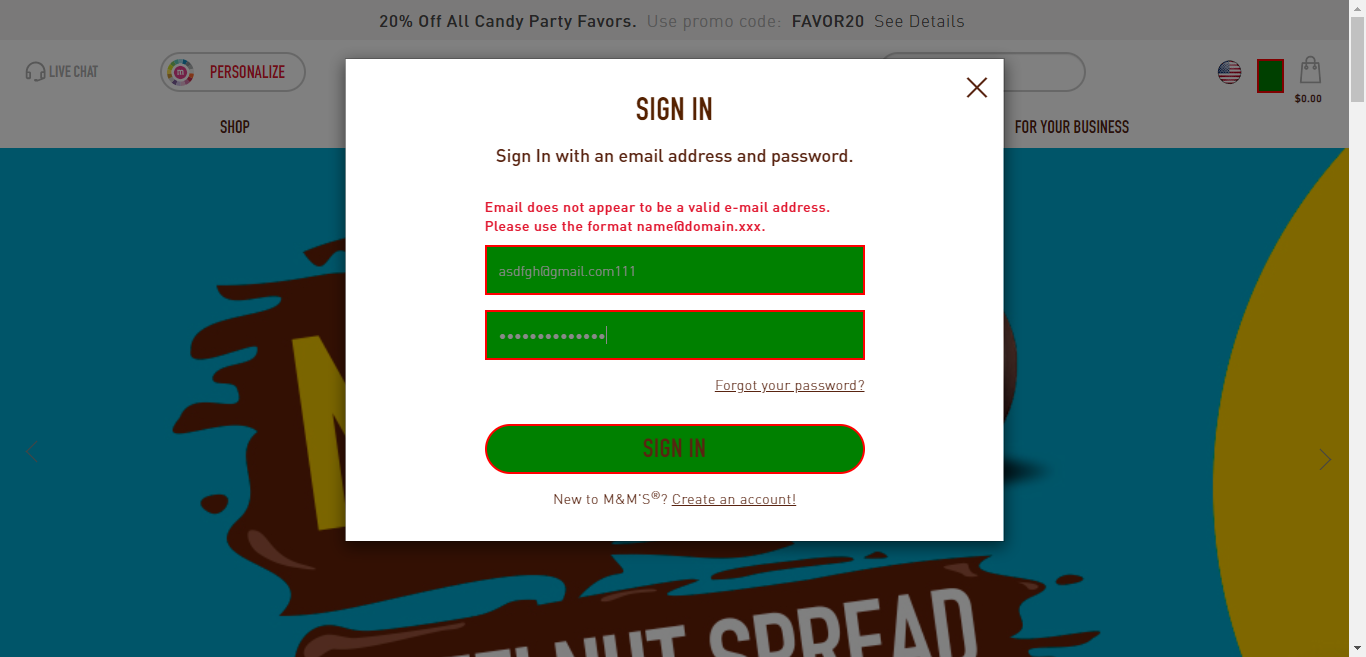 20% Off All Candy Party Favors. Use promo code: FAVOR20 See Details
LIVE CHAT
m
PERSONALIZE
$0.00
SHOP
FOR YOUR BUSINESS
SIGN IN
Sign In with an email address and password.
Email does not appear to be a valid e-mail address.
Please use the format name@domain.xxx.
asdfgh@gmail.com111
Forgot your password?
SIGN IN
New to M&M'S®? Create an account!
SPREAD